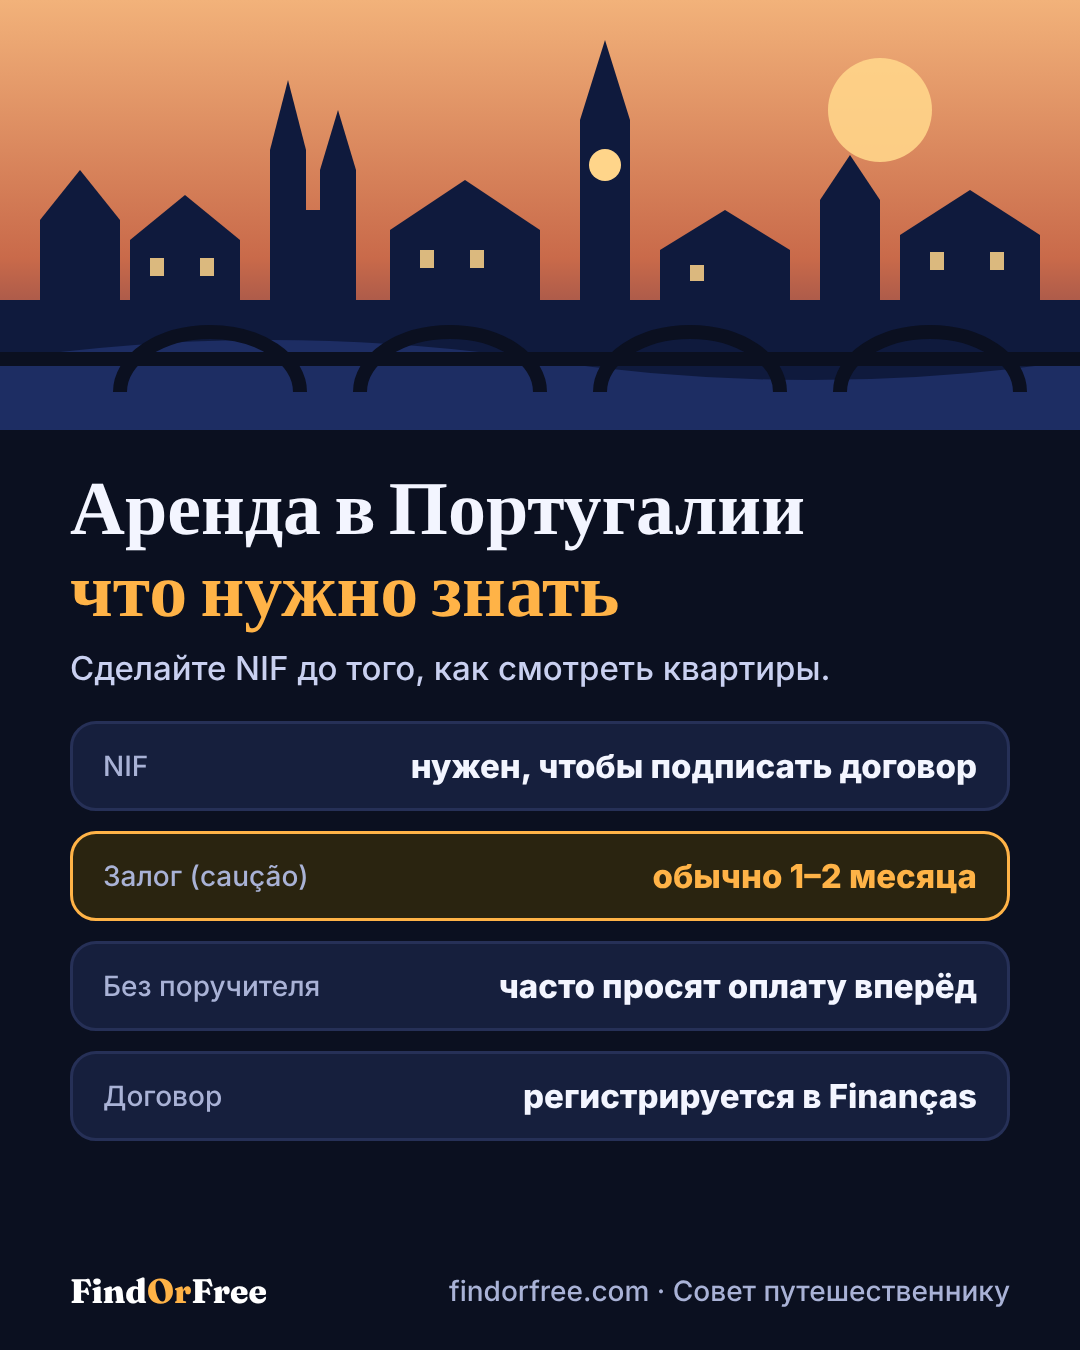 Аренда в Португалии
что нужно знать
Сделайте NIF до того, как смотреть квартиры.
NIF нужен, чтобы подписать договор
Залог (caução) обычно 1–2 месяца
Без поручителя часто просят оплату вперёд
Договор регистрируется в Finanças
FindOrFree findorfree.com · Совет путешественнику